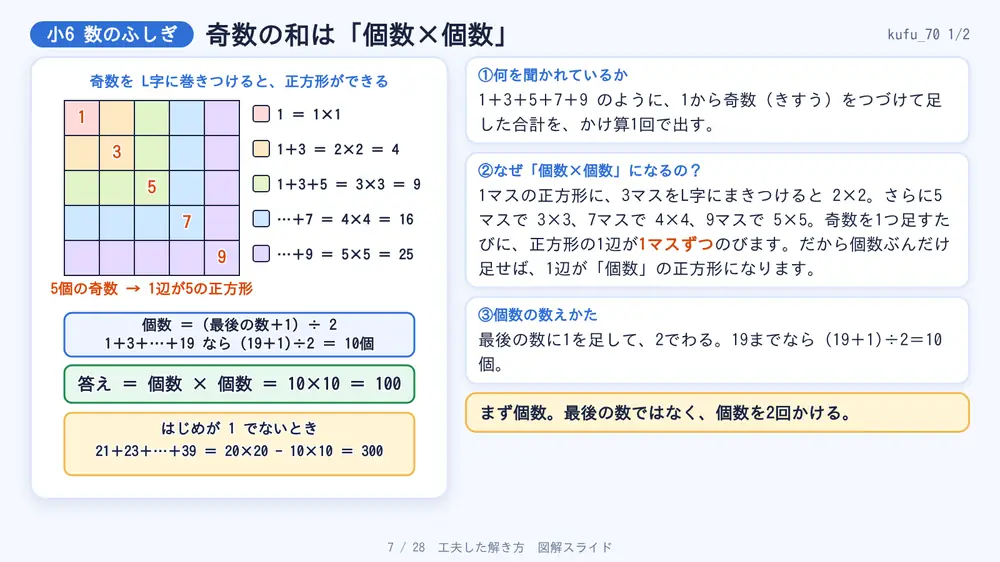 小6 数のふしぎ
奇数の和は「個数×個数」
kufu_70 1/2
奇数を L字に巻きつけると、正方形ができる
1
3
5
7
9
1 = 1×1
1+3 = 2×2 = 4
1+3+5 = 3×3 = 9
…+7 = 4×4 = 16
…+9 = 5×5 = 25
5個の奇数 → 1辺が5の正方形
個数 =(最後の数+1)÷ 2
1+3+…+19 なら (19+1)÷2 = 10個
答え = 個数 × 個数 = 10×10 = 100
はじめが 1 でないとき
21+23+…+39 = 20×20 - 10×10 = 300
①何を聞かれているか
1+3+5+7+9 のように、1から奇数(きすう)をつづけて足
した合計を、かけ算1回で出す。
②なぜ「個数×個数」になるの?
1マスの正方形に、3マスをL字にまきつけると 2×2。さらに5
マスで 3×3、7マスで 4×4、9マスで 5×5。奇数を1つ足すた
びに、正方形の1辺が1マスずつのびます。だから個数ぶんだけ
足せば、1辺が「個数」の正方形になります。
③個数の数えかた
最後の数に1を足して、2でわる。19までなら (19+1)÷2=10
個。
まず個数。最後の数ではなく、個数を2回かける。
7 / 28 工夫した解き方 図解スライド